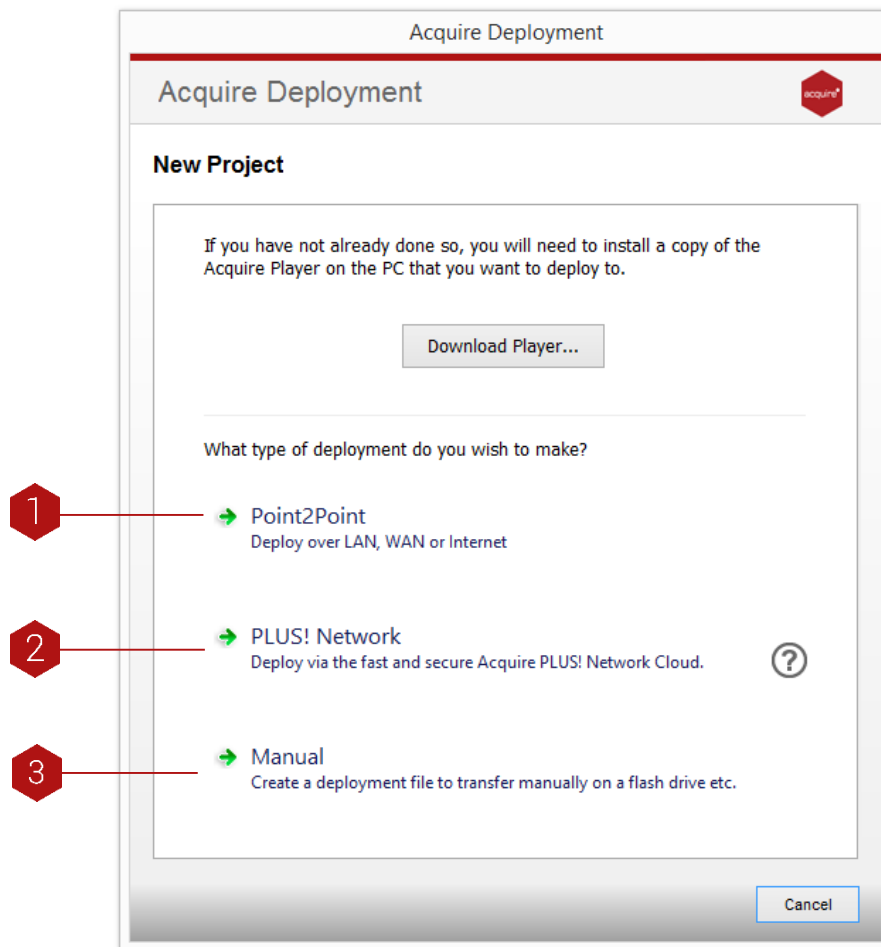 Acquire Deployment
Acquire Deployment
acquire*
New Project
If you have not already done so, you will need to install a copy of the
Acquire Player on the PC that you want to deploy to.
Download Player...
What type of deployment do you wish to make?
1
Point2Point
Deploy over LAN, WAN or Internet
2
PLUS! Network
Deploy via the fast and secure Acquire PLUS! Network Cloud.
?
3
Manual
Create a deployment file to transfer manually on a flash drive etc.
Cancel